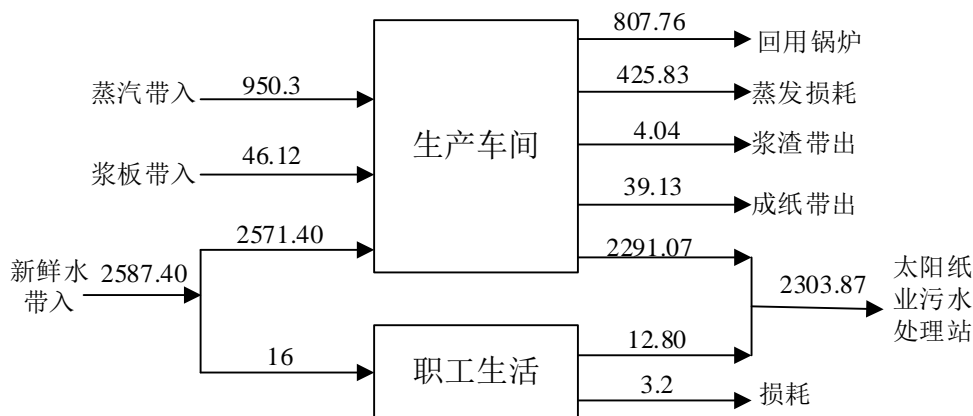 807.76
回用锅炉
蒸汽带入
950.3
425.83
蒸发损耗
生产车间
4.04
浆渣带出
浆板带入
46.12
39.13
成纸带出
2571.40
2291.07
新鲜水
带入
2587.40
2303.87
太阳纸
业污水
处理站
16
职工生活
12.80
3.2
损耗